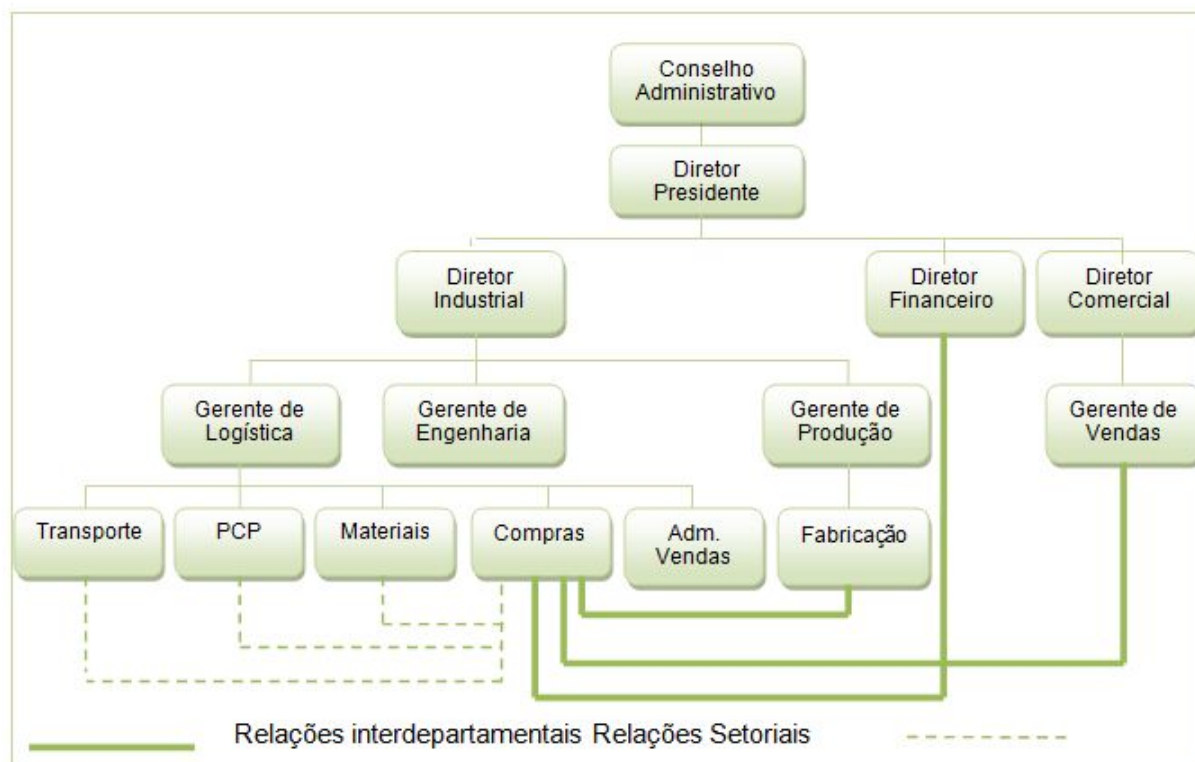 Conselho
Administrativo
Diretor
Presidente
Diretor
Industrial
Diretor
Financeiro
Diretor
Comercial
Gerente de
Logística
Gerente de
Engenharia
Gerente de
Produção
Gerente de
Vendas
Transporte
PCP
Materiais
Compras
Adm.
Vendas
Fabricação
Relações interdepartamentais Relações Setoriais